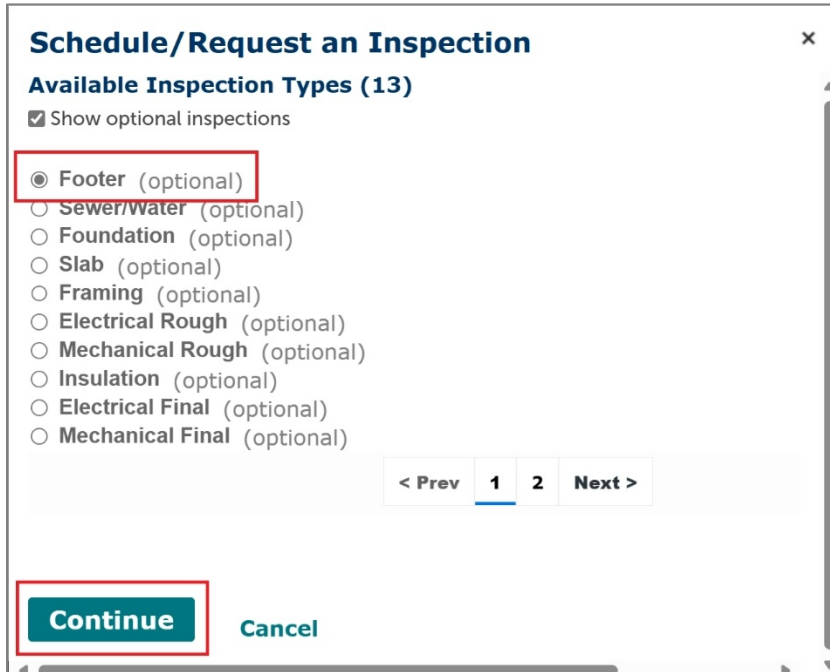 Schedule/Request an Inspection ×
Available Inspection Types (13)
Show optional inspections
Footer (optional)
Sewer/Water (optional)
Foundation (optional)
Slab (optional)
Framing (optional)
Electrical Rough (optional)
Mechanical Rough (optional)
Insulation (optional)
Electrical Final (optional)
Mechanical Final (optional)
< Prev 1 2 Next >
Continue Cancel